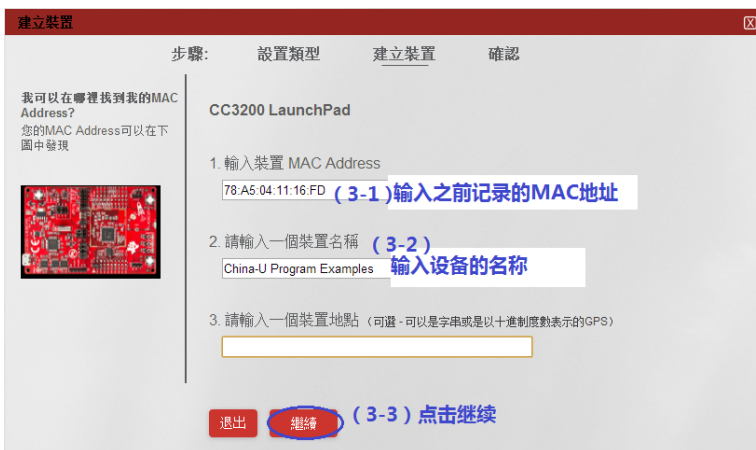 建立裝置
步驟: 設置類型 建立裝置 確認
我可以在哪裡找到我的MAC
Address?
您的MAC Address可以在下
圖中發現
CC3200 LaunchPad
1. 輸入裝置 MAC Address
78:A5:04:11:16:FD (3-1)输入之前记录的MAC地址
2. 請輸入一個裝置名稱 (3-2)
China-U Program Examples 输入设备的名称
3. 請輸入一個裝置地點 (可選 - 可以是字串或是以十進制度數表示的GPS)
退出 繼續 (3-3)点击继续